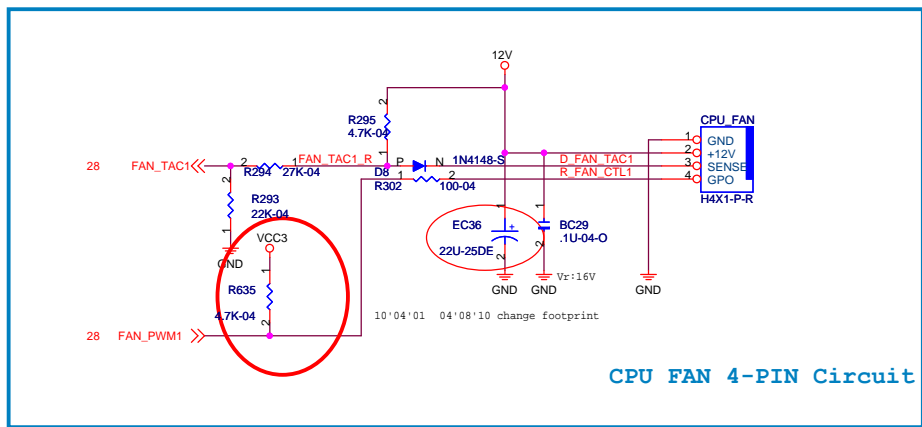 12V
CPU_FAN
R295
4.7K-04
2
1
28 FAN_TAC1
2
R294
1
27K-04
FAN_TAC1_R
P
D8
N
1N4148-S
D_FAN_TAC1
1
R302
2
100-04
R_FAN_CTL1
1
2
3
4
GND
+12V
SENSE
GPO
H4X1-P-R
2
R293
22K-04
1
GND
VCC3
1
R635
4.7K-04
2
28 FAN_PWM1
1
EC36
+
22U-25DE
2
GND
1
BC29
.1U-04-O
2
Vr:16V
GND
GND
10'04'01 04'08'10 change footprint
CPU FAN 4-PIN Circuit